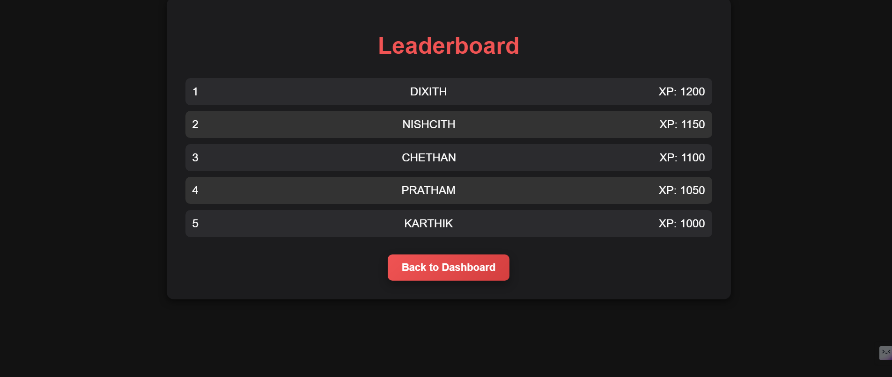 Leaderboard
1 DIXITH XP: 1200
2 NISHCITH XP: 1150
3 CHETHAN XP: 1100
4 PRATHAM XP: 1050
5 KARTHIK XP: 1000
Back to Dashboard